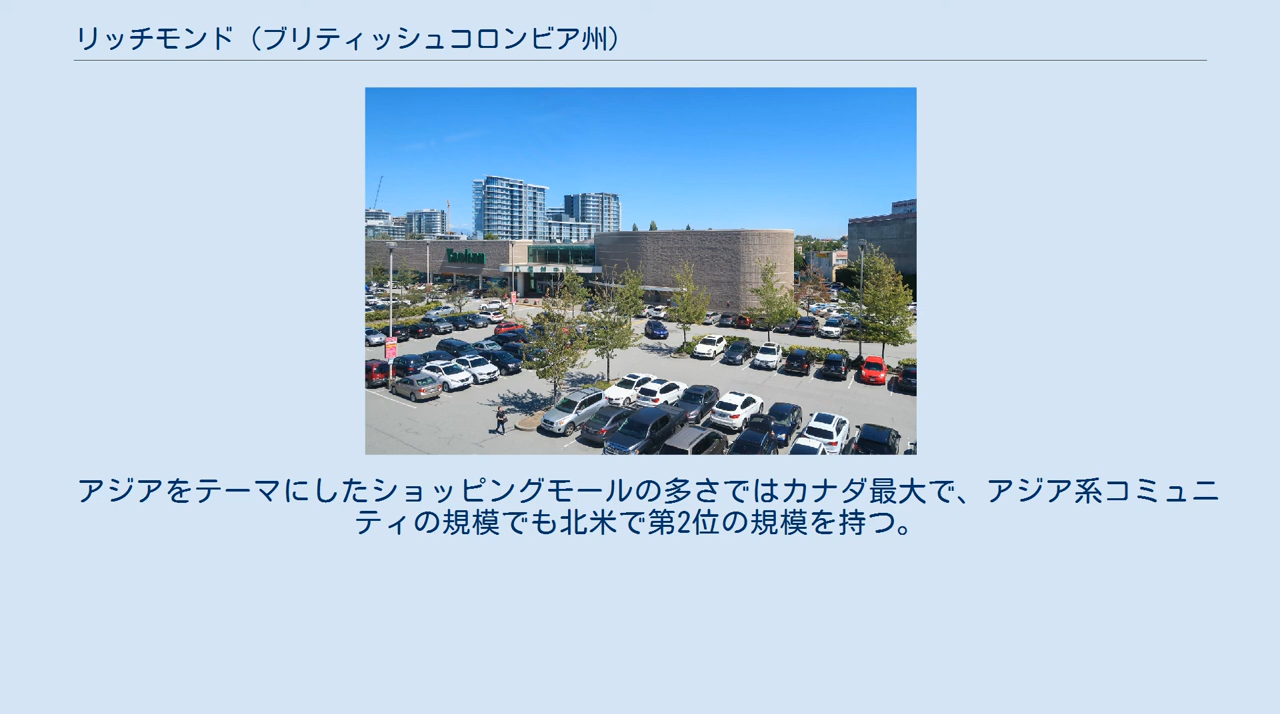 リッチモンド（ブリティッシュコロンビア州）
アジアをテーマにしたショッピングモールの多さではカナダ最大で、アジア系コミュニ
ティの規模でも北米で第2位の規模を持つ。